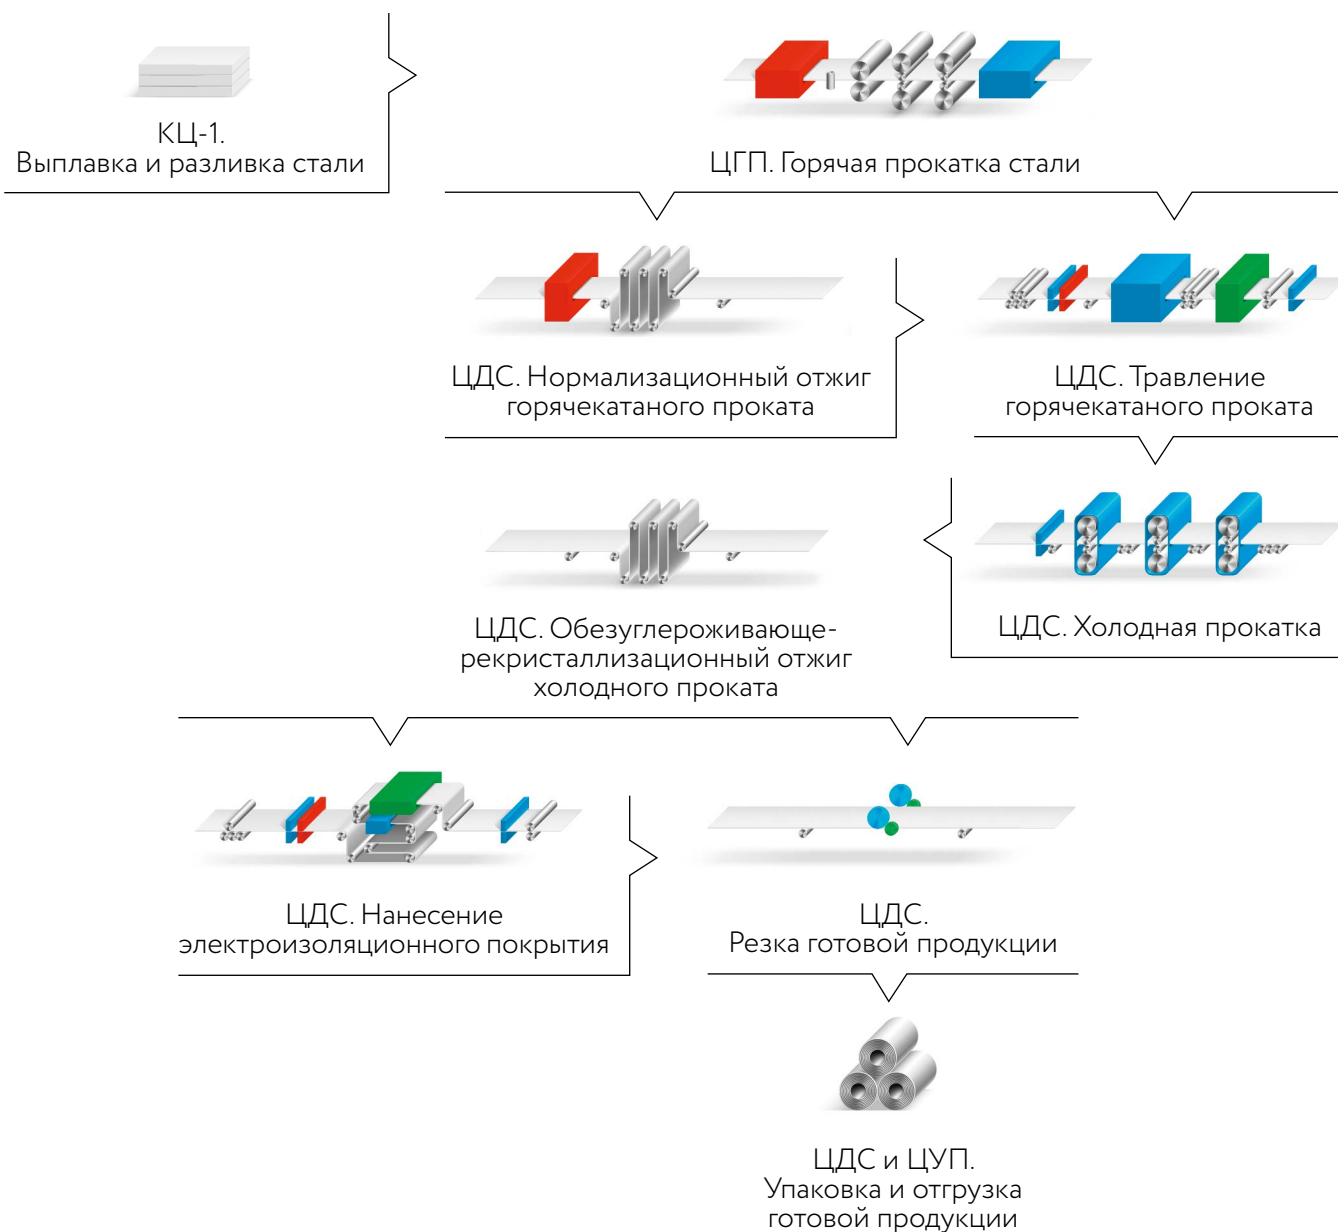 КЦ-1.
Выплавка и разливка стали
ЦГП. Горячая прокатка стали
ЦДС. Нормализационный отжиг
горячекатаного проката
ЦДС. Травление
горячекатаного проката
ЦДС. Обезуглероживающе-
рекристаллизационный отжиг
холодного проката
ЦДС. Холодная прокатка
ЦДС. Нанесение
электроизоляционного покрытия
ЦДС.
Резка готовой продукции
ЦДС и ЦУП.
Упаковка и отгрузка
готовой продукции